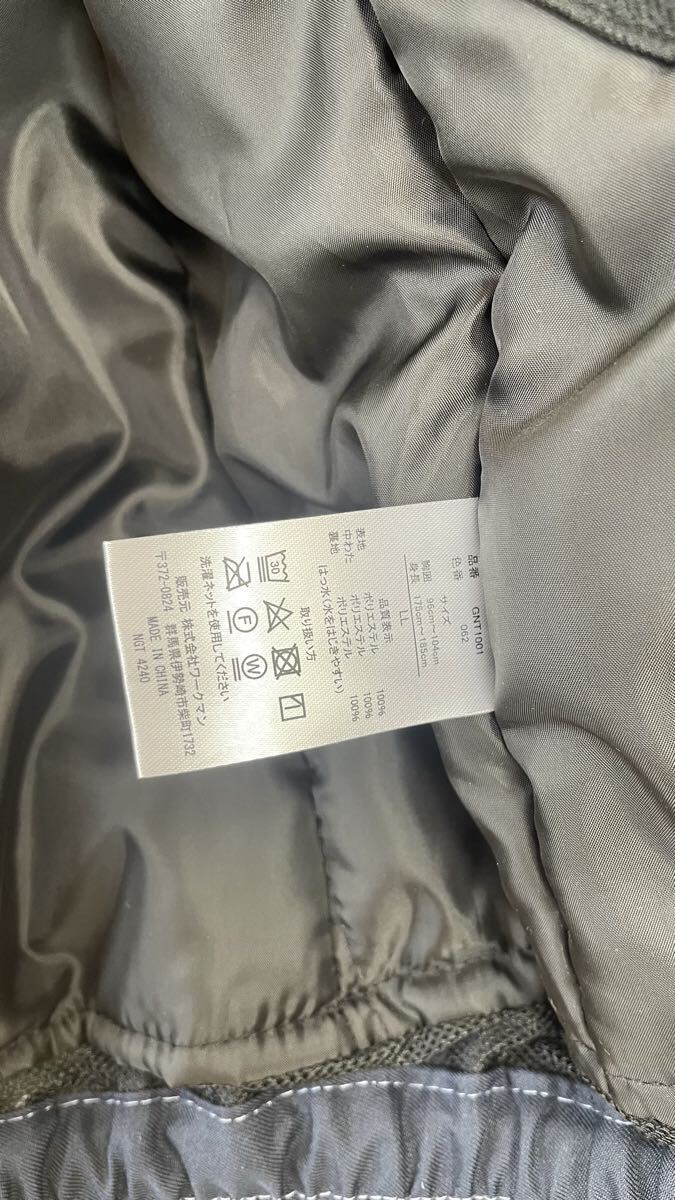 品番 GNT1001
色番 062
サイズ LL
胸囲 96cm～104cm
身長 175cm～185cm
品質表示
表地 ポリエステル 100%
中わた ポリエステル 100%
裏地 ポリエステル 100%
はっ水(水をはじきやすい)
取り扱い方
30
F
W
洗濯ネットを使用してください
販売元 株式会社ワークマン
〒372-0824 群馬県伊勢崎市柴町1732
MADE IN CHINA
NGT 4240